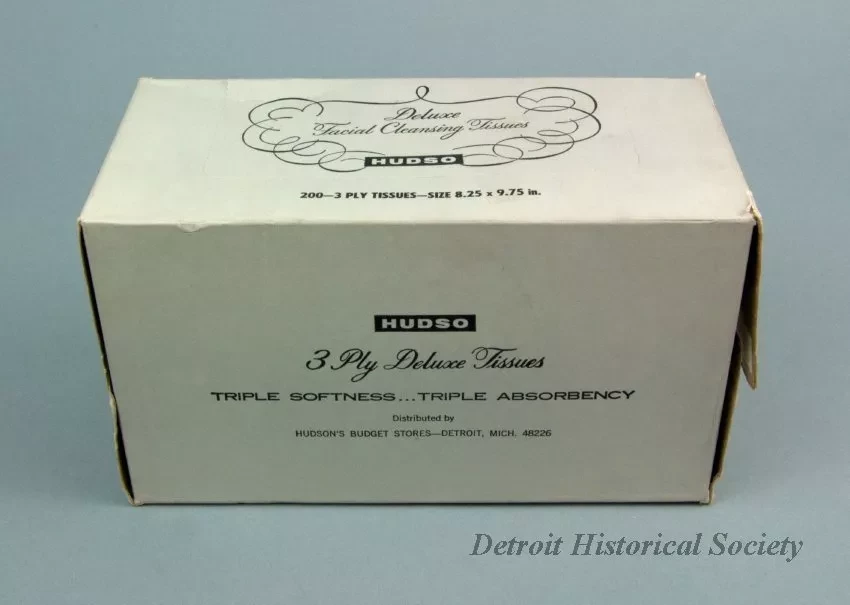 Deluxe
Facial Cleansing Tissues
HUDSO
200—3 PLY TISSUES—SIZE 8.25 x 9.75 in.
HUDSO
3 Ply Deluxe Tissues
TRIPLE SOFTNESS...TRIPLE ABSORBENCY
Distributed by
HUDSON'S BUDGET STORES—DETROIT, MICH. 48226
Detroit Historical Society